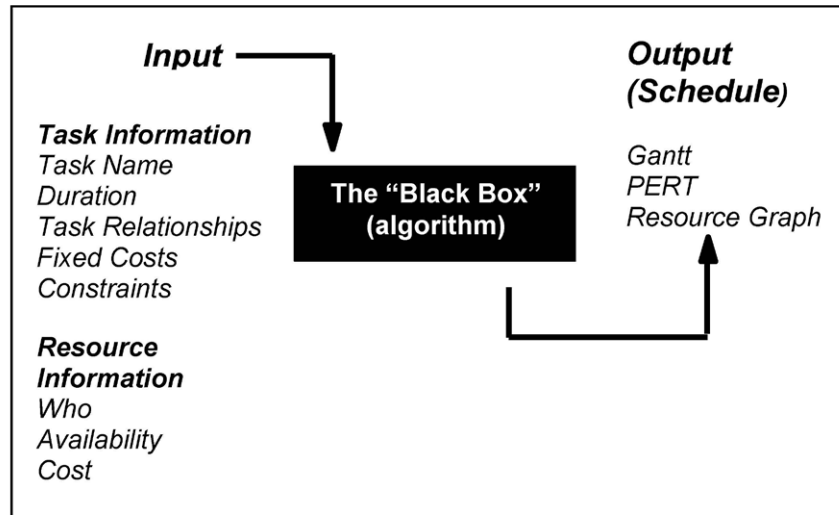 Input
Task Information
Task Name
Duration
Task Relationships
Fixed Costs
Constraints
Resource
Information
Who
Availability
Cost
The “Black Box”
(algorithm)
Output
(Schedule)
Gantt
PERT
Resource Graph